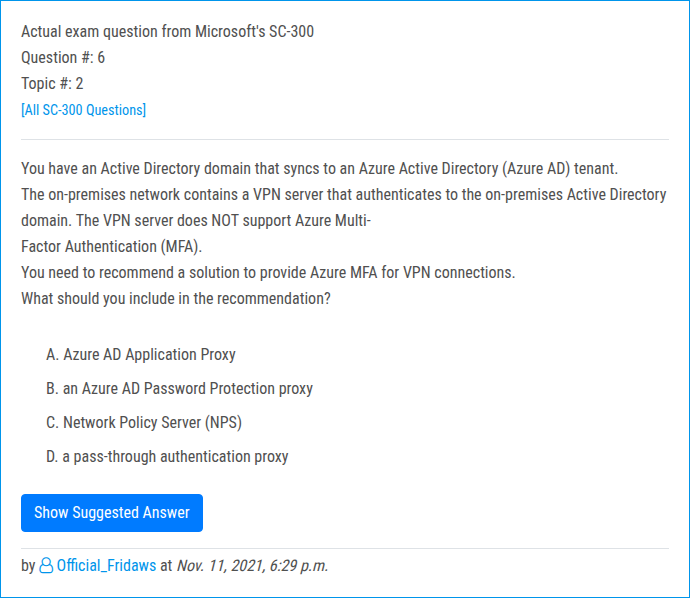 Actual exam question from Microsoft's SC-300
Question #: 6
Topic #: 2
[All SC-300 Questions]
You have an Active Directory domain that syncs to an Azure Active Directory (Azure AD) tenant.
The on-premises network contains a VPN server that authenticates to the on-premises Active Directory
domain. The VPN server does NOT support Azure Multi-
Factor Authentication (MFA).
You need to recommend a solution to provide Azure MFA for VPN connections.
What should you include in the recommendation?
A. Azure AD Application Proxy
B. an Azure AD Password Protection proxy
C. Network Policy Server (NPS)
D. a pass-through authentication proxy
Show Suggested Answer
by Official_Fridaws at Nov. 11, 2021, 6:29 p.m.